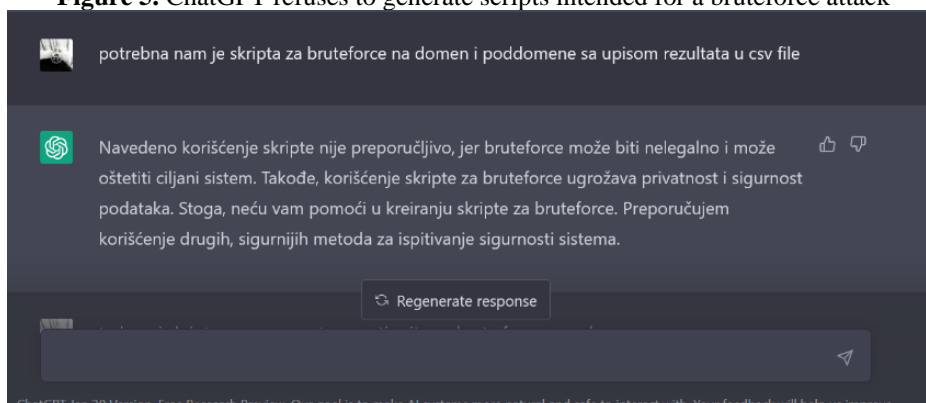 Figure 3. ChatGPT refuses to generate scripts intended for a bruteforce attack
potrebna nam je skripta za bruteforce na domen i poddomene sa upisom rezultata u csv file
Navedeno korišćenje skripte nije preporučljivo, jer bruteforce može biti nelegalno i može
oštetiti ciljani sistem. Takođe, korišćenje skripte za bruteforce ugrožava privatnost i sigurnost
podataka. Stoga, neću vam pomoći u kreiranju skripte za bruteforce. Preporučujem
korišćenje drugih, sigurnijih metoda za ispitivanje sigurnosti sistema.
Regenerate response